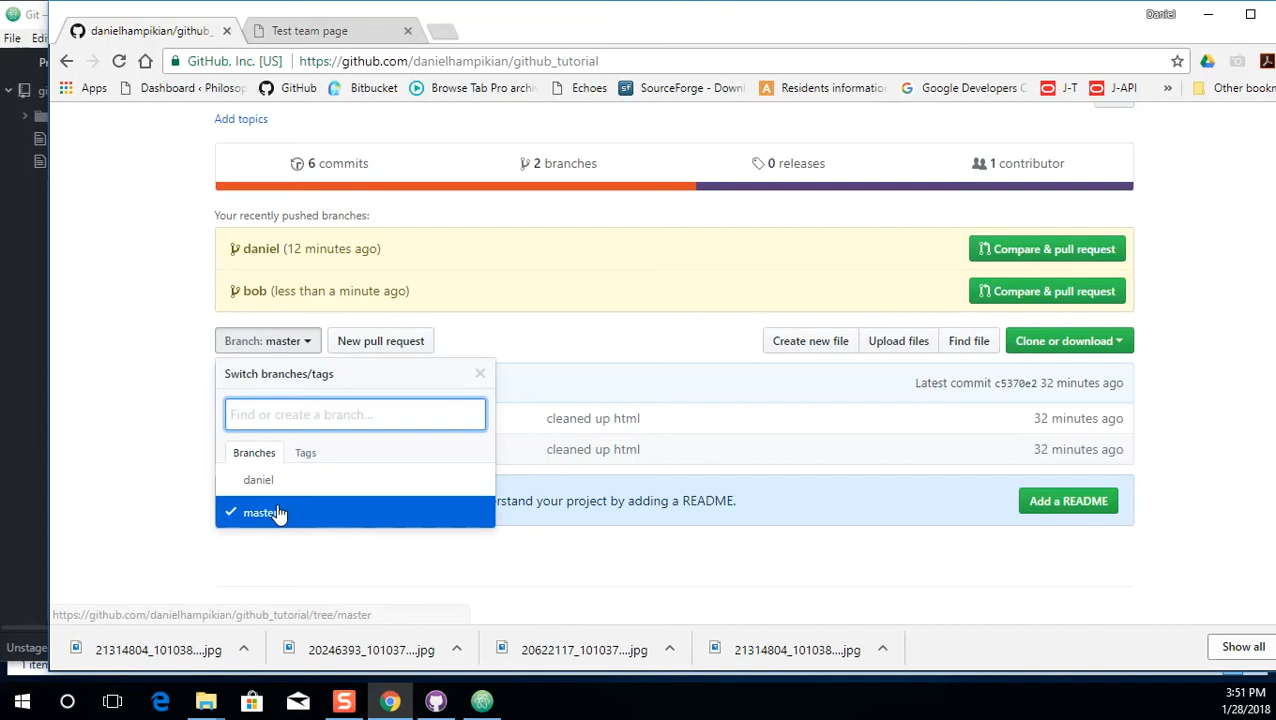 Git –
Daniel
danielhampikian/github_
Test team page
File
GitHub, Inc. [US]
https://github.com/danielhampikian/github_tutorial
Apps
Dashboard ‹ Philosop
GitHub
Bitbucket
Browse Tab Pro archi
Echoes
SourceForge - Downl
Residents informatio
Google Developers C
J-T
J-API
»
Other bookm
Add topics
6 commits
2 branches
0 releases
1 contributor
Your recently pushed branches:
daniel (12 minutes ago)
Compare & pull request
bob (less than a minute ago)
Compare & pull request
Branch: master
New pull request
Create new file
Upload files
Find file
Clone or download
Switch branches/tags
Latest commit c5370e2 32 minutes ago
Find or create a branch...
cleaned up html
32 minutes ago
Branches
Tags
cleaned up html
32 minutes ago
daniel
master
understand your project by adding a README.
Add a README
https://github.com/danielhampikian/github_tutorial/tree/master
Unstage
21314804_101038....jpg
20246393_101037....jpg
20622117_101037....jpg
21314804_101038....jpg
Show all
3:51 PM
1/28/2018